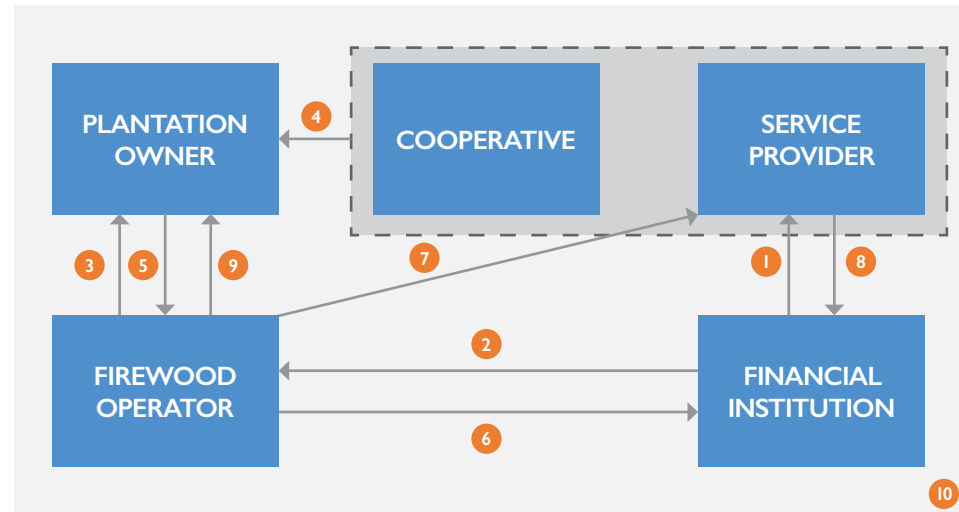 PLANTATION
OWNER
4
COOPERATIVE
SERVICE
PROVIDER
3
5
9
7
1
8
FIREWOOD
OPERATOR
2
6
FINANCIAL
INSTITUTION
10